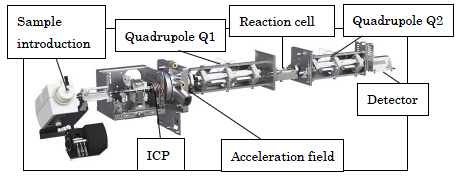 Sample
introduction
Quadrupole Q1
Reaction cell
Quadrupole Q2
Detector
ICP
Acceleration field